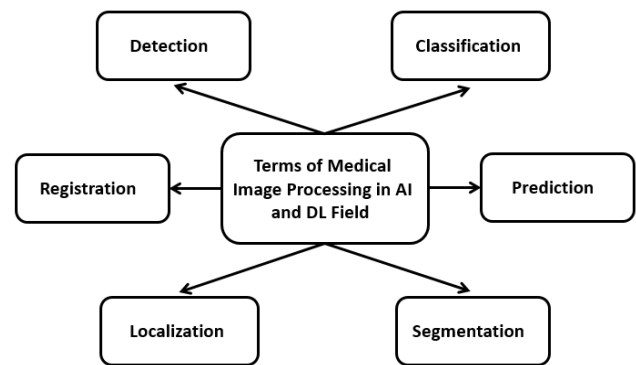 Detection
Classification
Registration
Terms of Medical
Image Processing in AI
and DL Field
Prediction
Localization
Segmentation